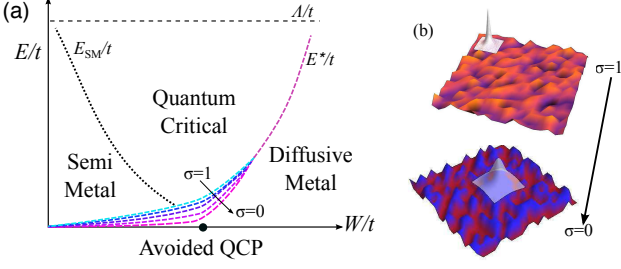 (a)
Λ/t
E/t
E_SM/t
E*/t
(b)
Quantum
Critical
σ=1
Semi
Metal
σ=1
Diffusive
Metal
σ=0
W/t
σ=0
Avoided QCP